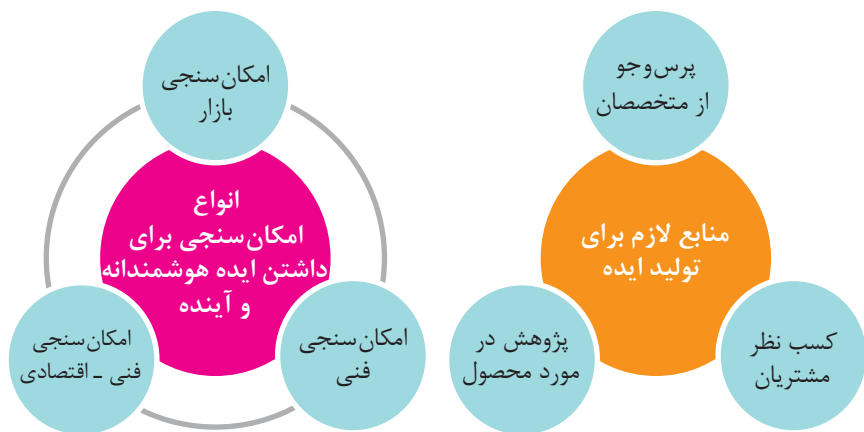 پرس‌وجو
از متخصصان
منابع لازم برای
تولید ایده
کسب نظر
مشتریان
پژوهش در
مورد محصول
امکان‌سنجی
بازار
انواع
امکان‌سنجی برای
داشتن ایده هوشمندانه
و آینده
امکان‌سنجی
فنی
امکان‌سنجی
فنی ـ اقتصادی